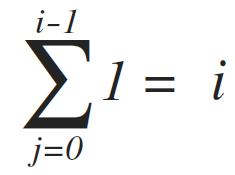 i-1
∑ 1 = i
j=0